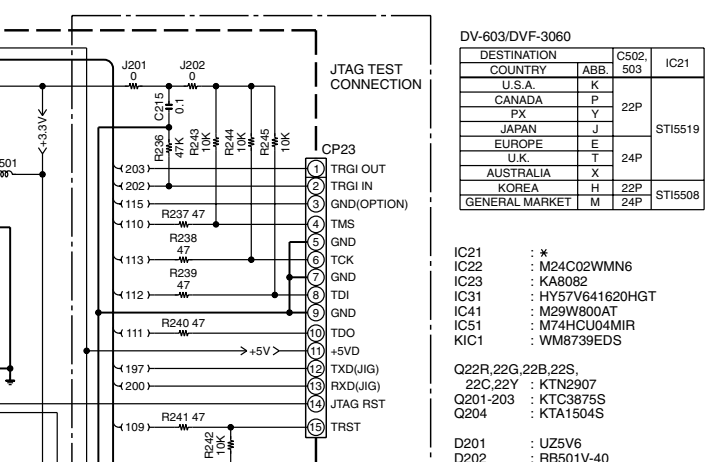 DV-603/DVF-3060
DESTINATION C502, 503 IC21
COUNTRY ABB.
U.S.A. K
CANADA P
PX Y
JAPAN J
22P
EUROPE E
U.K. T
AUSTRALIA X
24P
STI5519
KOREA H 22P
GENERAL MARKET M 24P
STI5508
J201
0
J202
0
JTAG TEST
CONNECTION
C215
0.1
+3.3V
R236
47K
R243
10K
R244
10K
R245
10K
501
CP23
203 1 TRGI OUT
202 2 TRGI IN
115 3 GND(OPTION)
R237 47
110 4 TMS
5 GND
R238
47
113 6 TCK
7 GND
R239
47
112 8 TDI
9 GND
R240 47
111 10 TDO
+5V 11 +5VD
197 12 TXD(JIG)
200 13 RXD(JIG)
14 JTAG RST
R241 47
109 15 TRST
R242
10K
IC21 : *
IC22 : M24C02WMN6
IC23 : KA8082
IC31 : HY57V641620HGT
IC41 : M29W800AT
IC51 : M74HCU04MIR
KIC1 : WM8739EDS
Q22R,22G,22B,22S,
22C,22Y : KTN2907
Q201-203 : KTC3875S
Q204 : KTA1504S
D201 : UZ5V6
D202 : RB501V-40